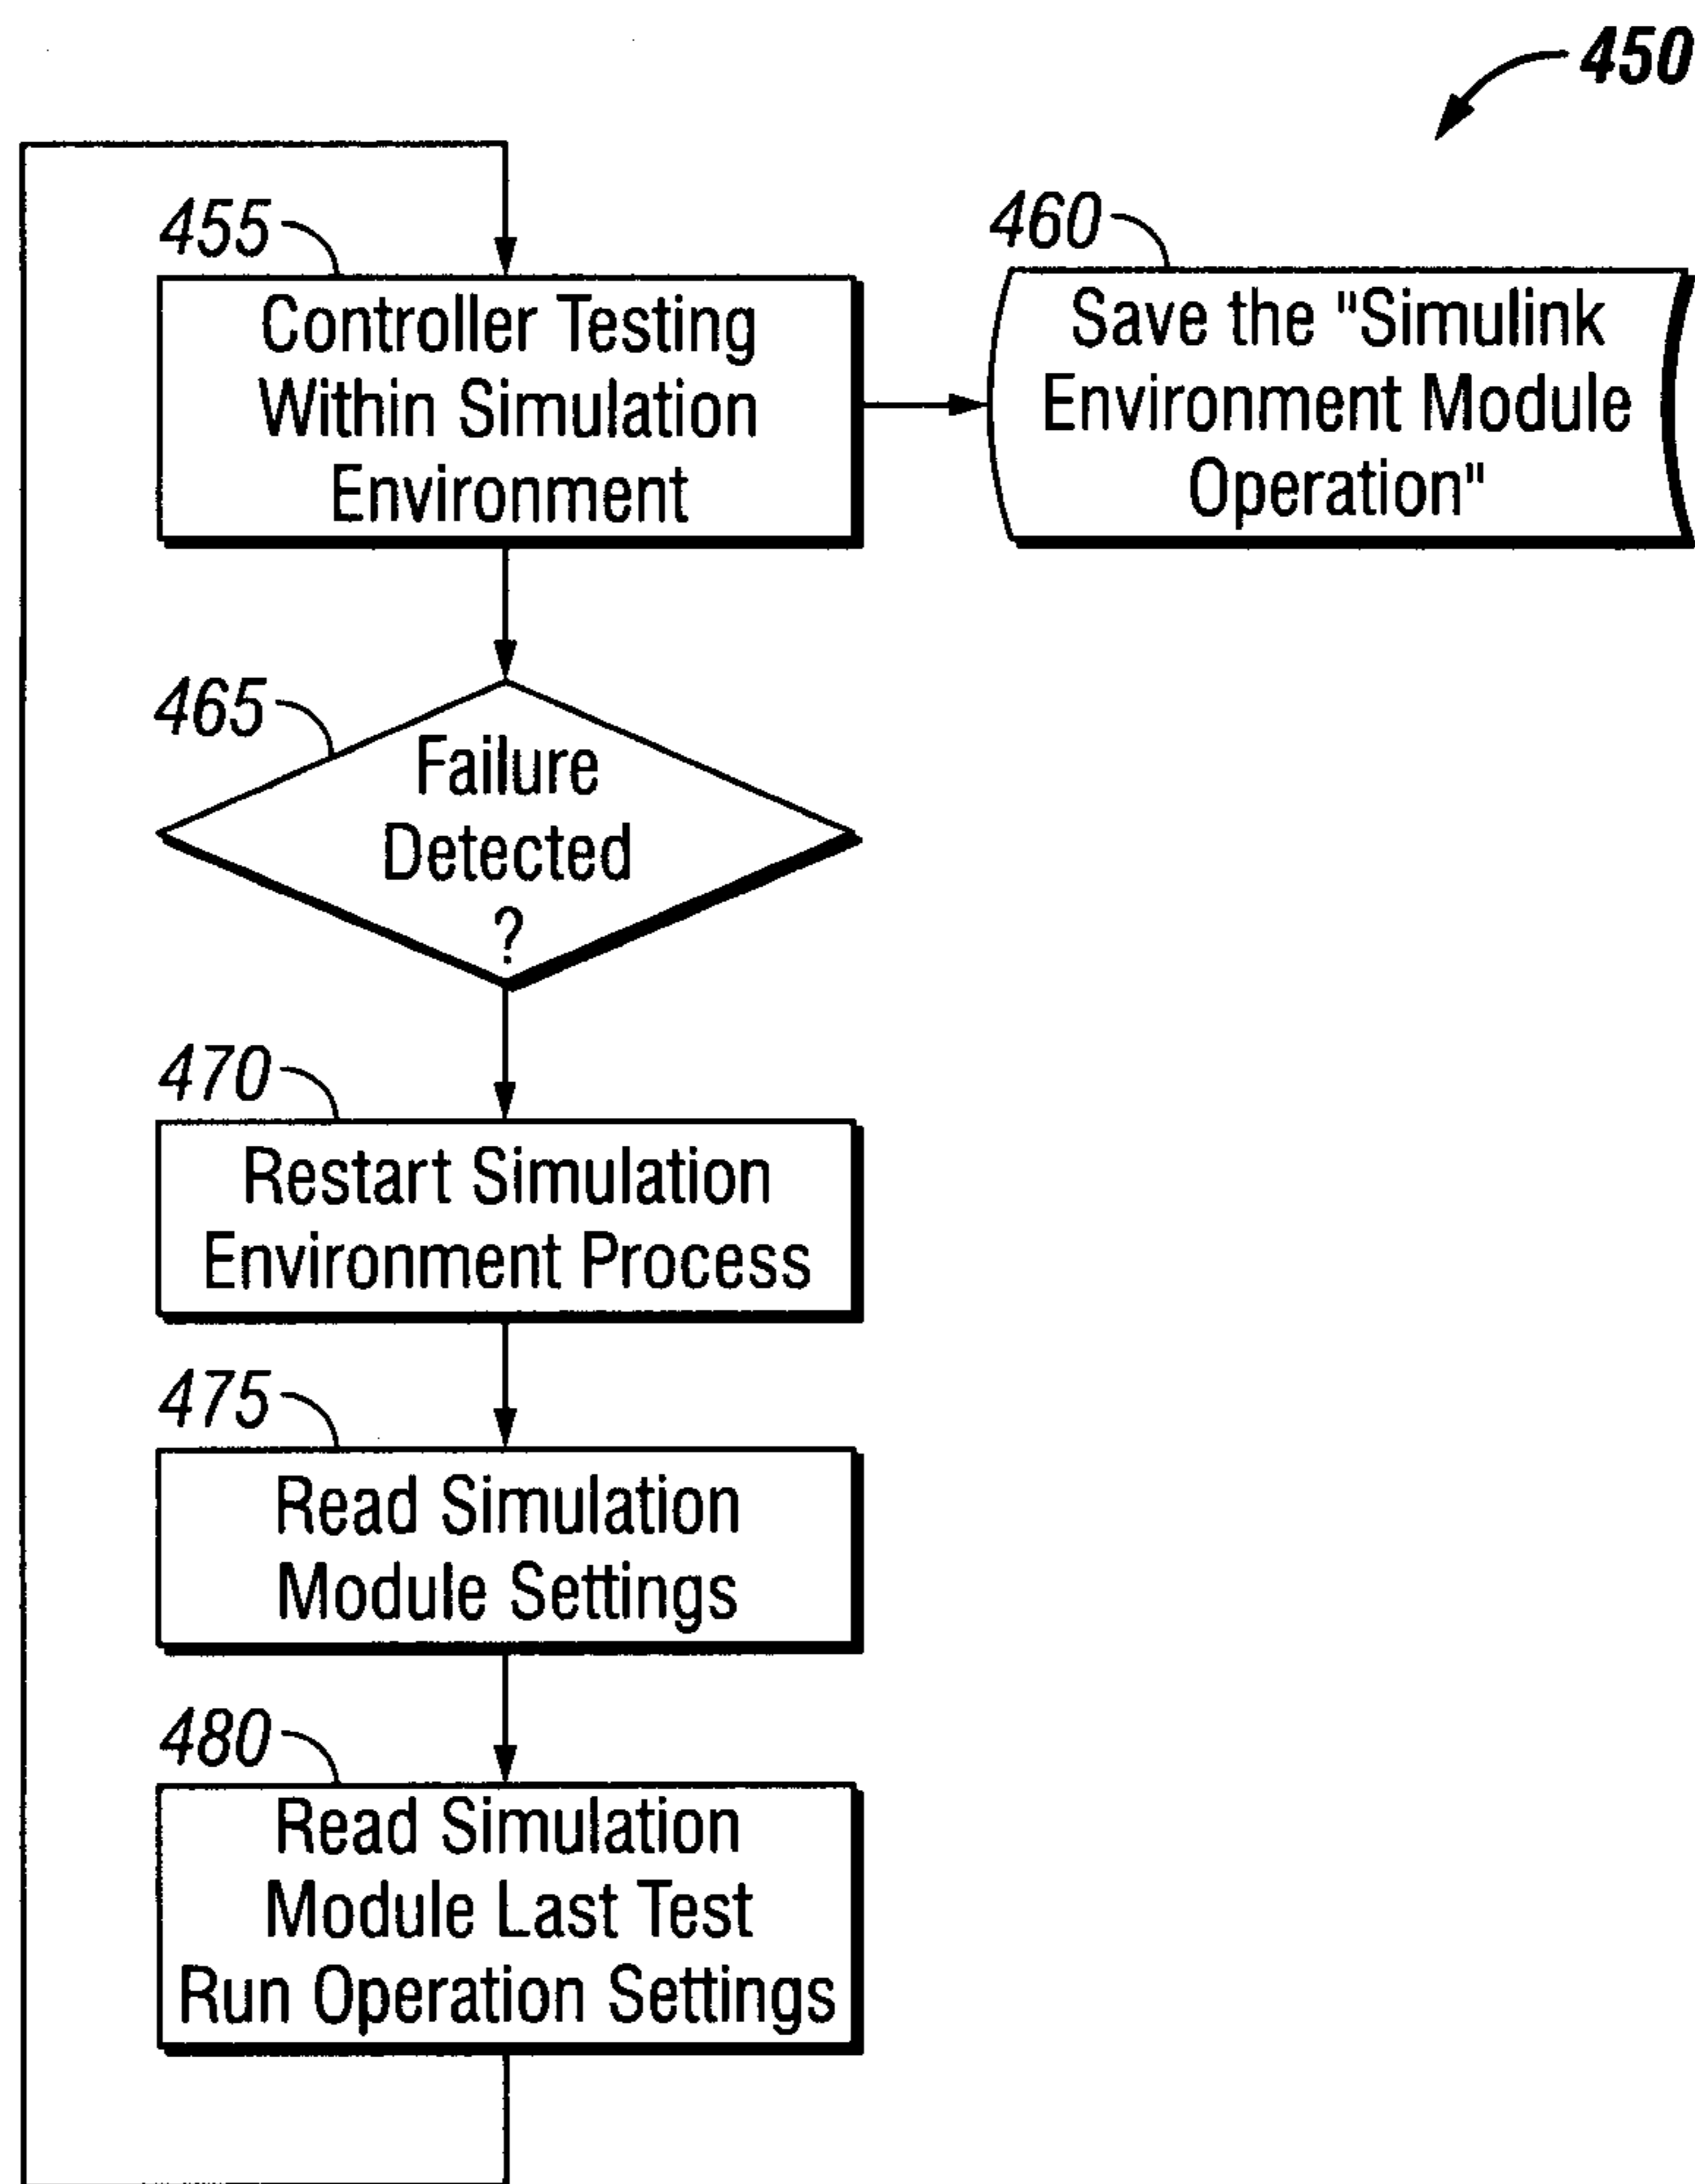 450
455
Controller Testing
Within Simulation
Environment
460
Save the "Simulink
Environment Module
Operation"
465
Failure
Detected
?
470
Restart Simulation
Environment Process
475
Read Simulation
Module Settings
480
Read Simulation
Module Last Test
Run Operation Settings